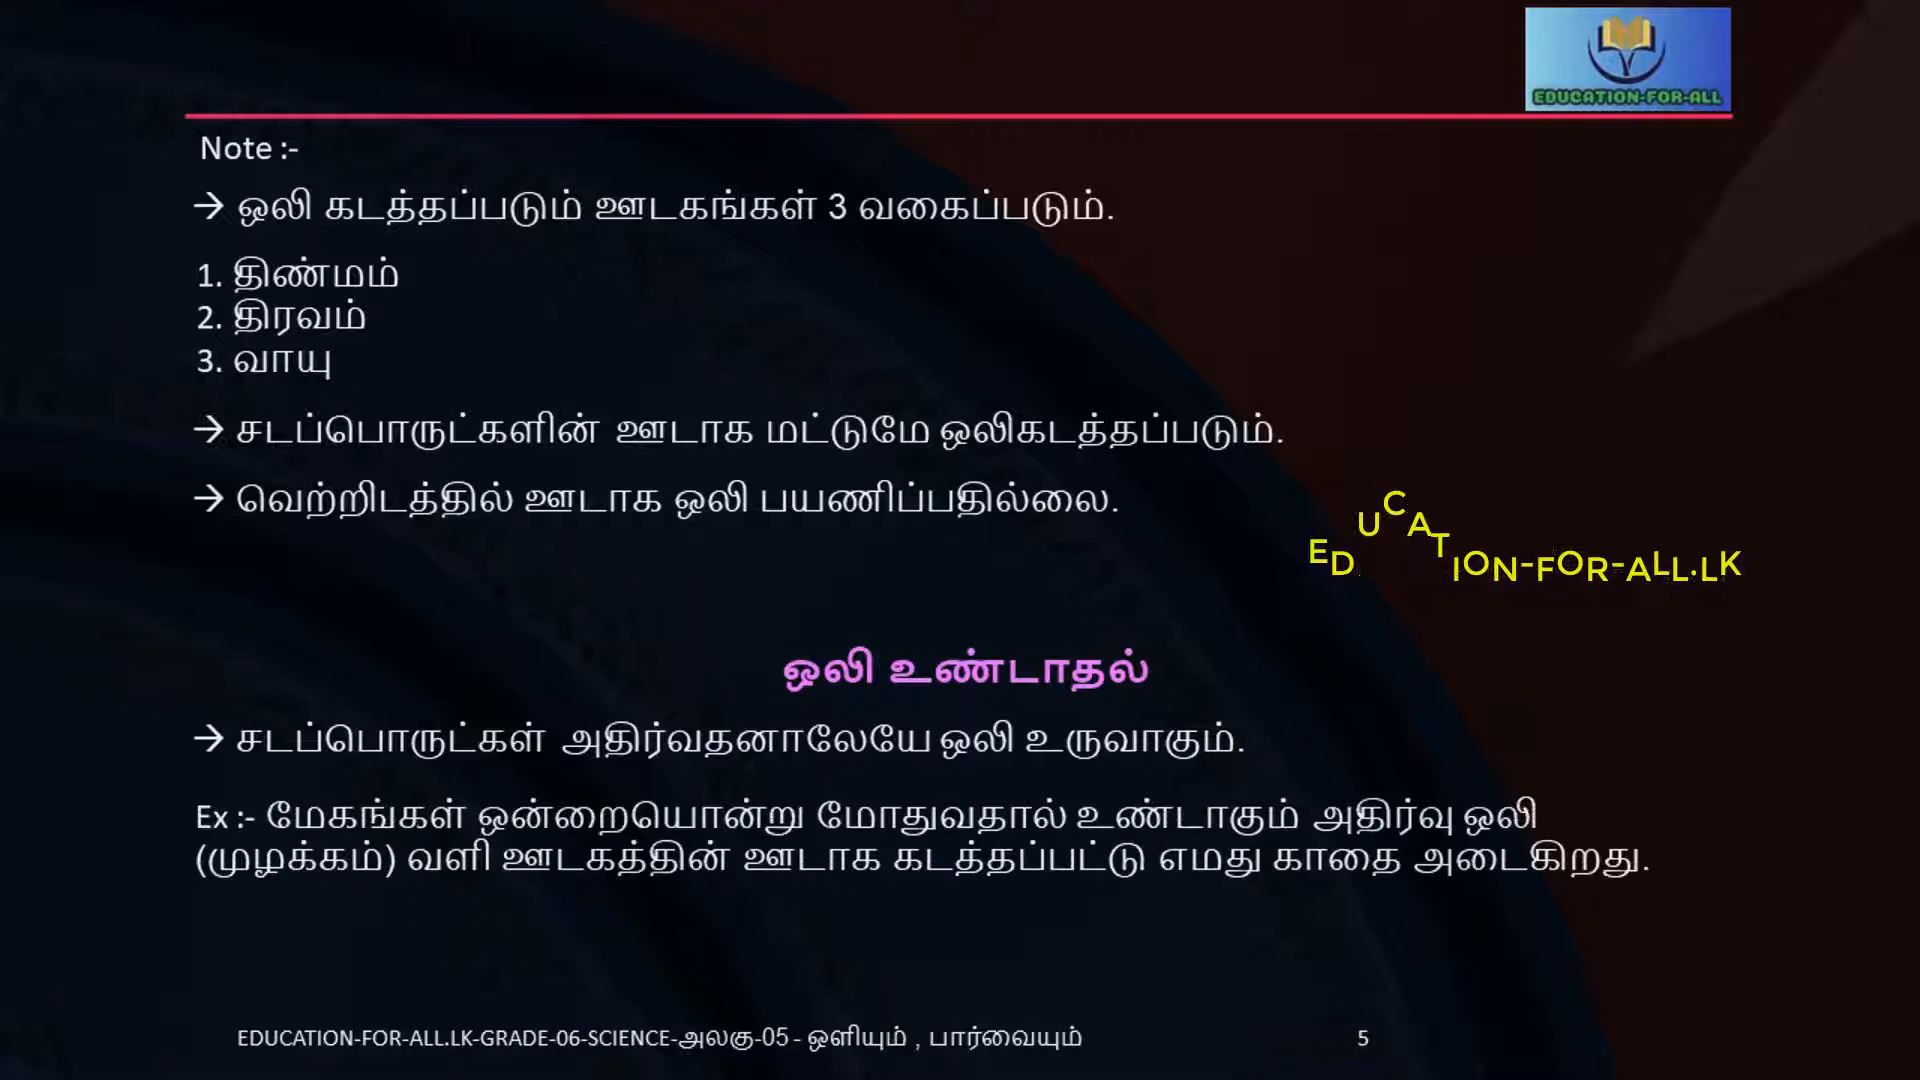 EDUCATION-FOR-ALL
Note :-
→ ஒலி கடத்தப்படும் ஊடகங்கள் 3 வகைப்படும்.
1. திண்மம்
2. திரவம்
3. வாயு
→ சடப்பொருட்களின் ஊடாக மட்டுமே ஒலிகடத்தப்படும்.
→ வெற்றிடத்தில் ஊடாக ஒலி பயணிப்பதில்லை.
EDUCATION-FOR-ALL.LK
ஒலி உண்டாதல்
→ சடப்பொருட்கள் அதிர்வதனாலேயே ஒலி உருவாகும்.
Ex :- மேகங்கள் ஒன்றையொன்று மோதுவதால் உண்டாகும் அதிர்வு ஒலி
(முழக்கம்) வளி ஊடகத்தின் ஊடாக கடத்தப்பட்டு எமது காதை அடைகிறது.
EDUCATION-FOR-ALL.LK-GRADE-06-SCIENCE-அலகு-05 - ஒளியும் , பார்வையும்
5